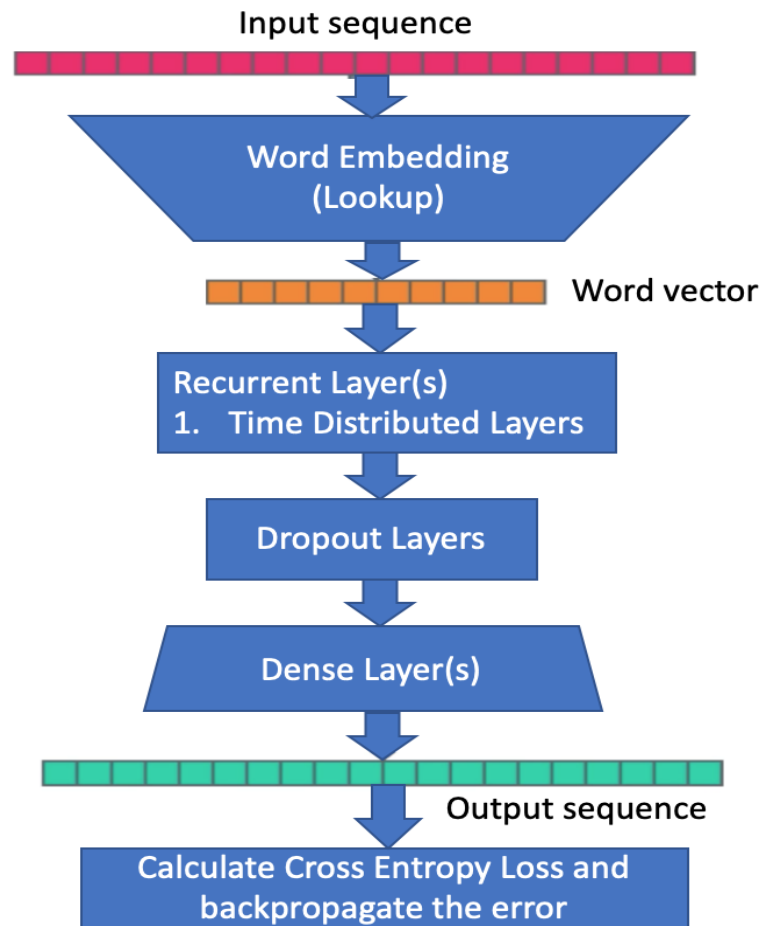 Input sequence
Word Embedding
(Lookup)
Word vector
Recurrent Layer(s)
1. Time Distributed Layers
Dropout Layers
Dense Layer(s)
Output sequence
Calculate Cross Entropy Loss and
backpropagate the error